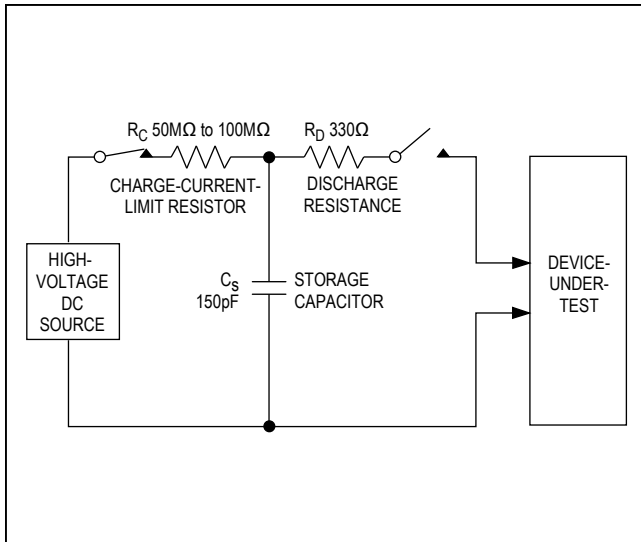 R_C 50MΩ to 100MΩ
CHARGE-CURRENT-
LIMIT RESISTOR
R_D 330Ω
DISCHARGE
RESISTANCE
HIGH-
VOLTAGE
DC
SOURCE
C_S
150pF
STORAGE
CAPACITOR
DEVICE-
UNDER-
TEST